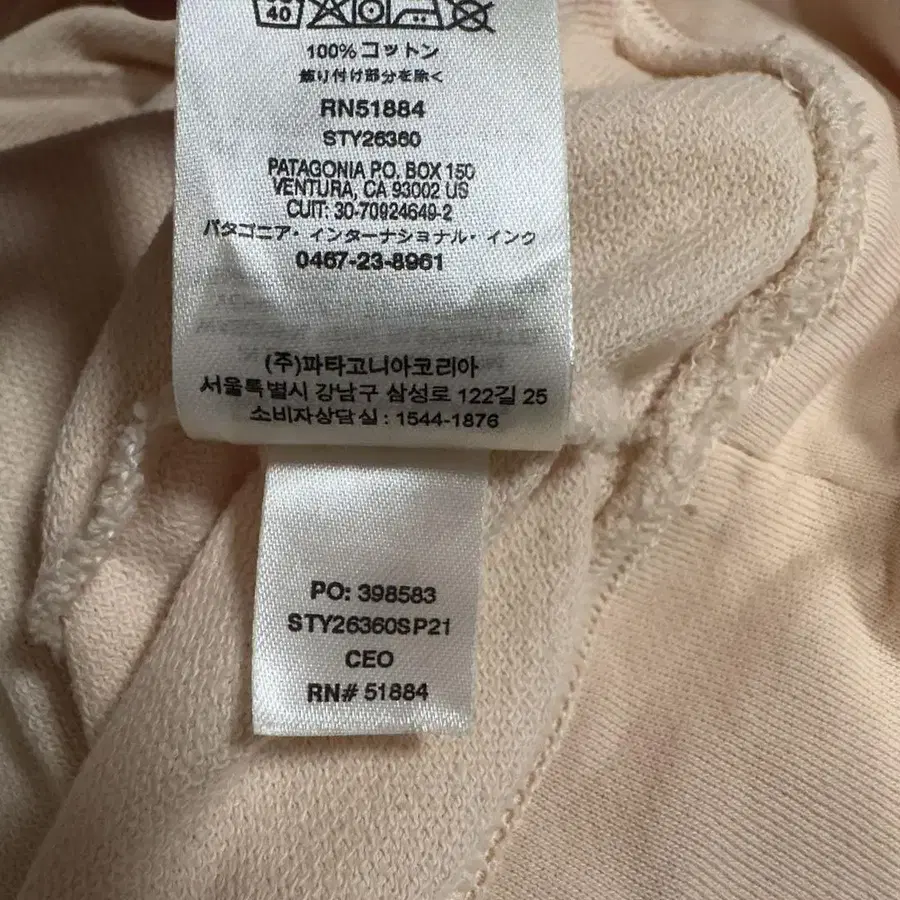 40
100% コットン
飾り付け部分を除く
RN51884
STY26360
PATAGONIA PO. BOX 150
VENTURA, CA 93002 US
CUIT: 30-70924649-2
パタゴニア・インターナショナル・インク
0467-23-8961
(주)파타고니아코리아
서울특별시 강남구 삼성로 122길 25
소비자상담실 : 1544-1876
PO: 398583
STY26360SP21
CEO
RN# 51884